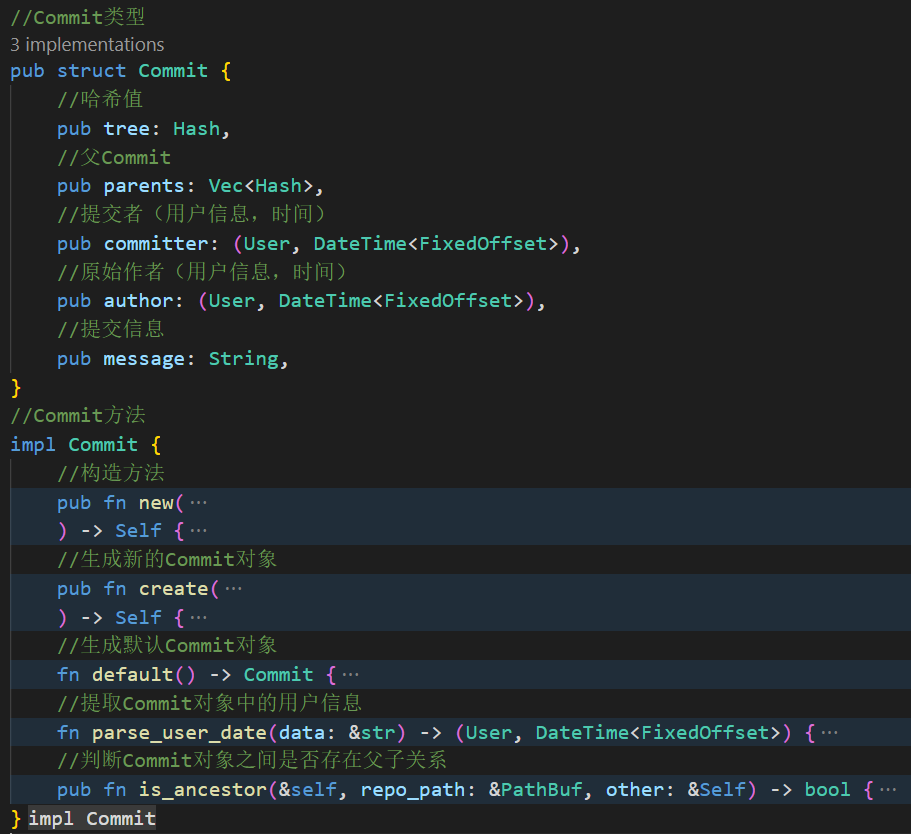 //Commit类型
3 implementations
pub struct Commit {
    //哈希值
    pub tree: Hash,
    //父Commit
    pub parents: Vec<Hash>,
    //提交者（用户信息，时间）
    pub committer: (User, DateTime<FixedOffset>),
    //原始作者（用户信息，时间）
    pub author: (User, DateTime<FixedOffset>),
    //提交信息
    pub message: String,
}
//Commit方法
impl Commit {
    //构造方法
    pub fn new( ⋯
    ) -> Self { ⋯
    //生成新的Commit对象
    pub fn create( ⋯
    ) -> Self { ⋯
    //生成默认Commit对象
    fn default() -> Commit { ⋯
    //提取Commit对象中的用户信息
    fn parse_user_date(data: &str) -> (User, DateTime<FixedOffset>) { ⋯
    //判断Commit对象之间是否存在父子关系
    pub fn is_ancestor(&self, repo_path: &PathBuf, other: &Self) -> bool { ⋯
} impl Commit